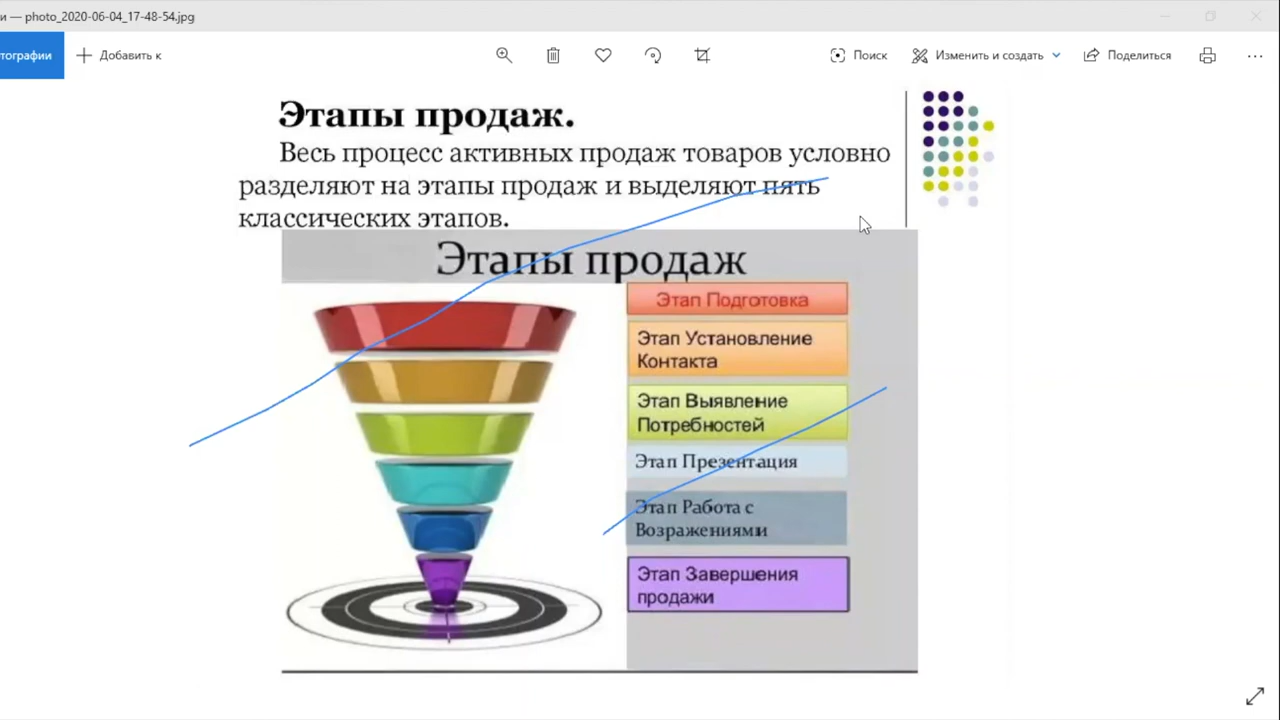 и — photo_2020-06-04_17-48-54.jpg
тографии
Добавить к
Поиск
Изменить и создать
Поделиться
Этапы продаж.
Весь процесс активных продаж товаров условно
разделяют на этапы продаж и выделяют пять
классических этапов.
Этапы продаж
Этап Подготовка
Этап Установление
Контакта
Этап Выявление
Потребностей
Этап Презентация
Этап Работа с
Возражениями
Этап Завершения
продажи